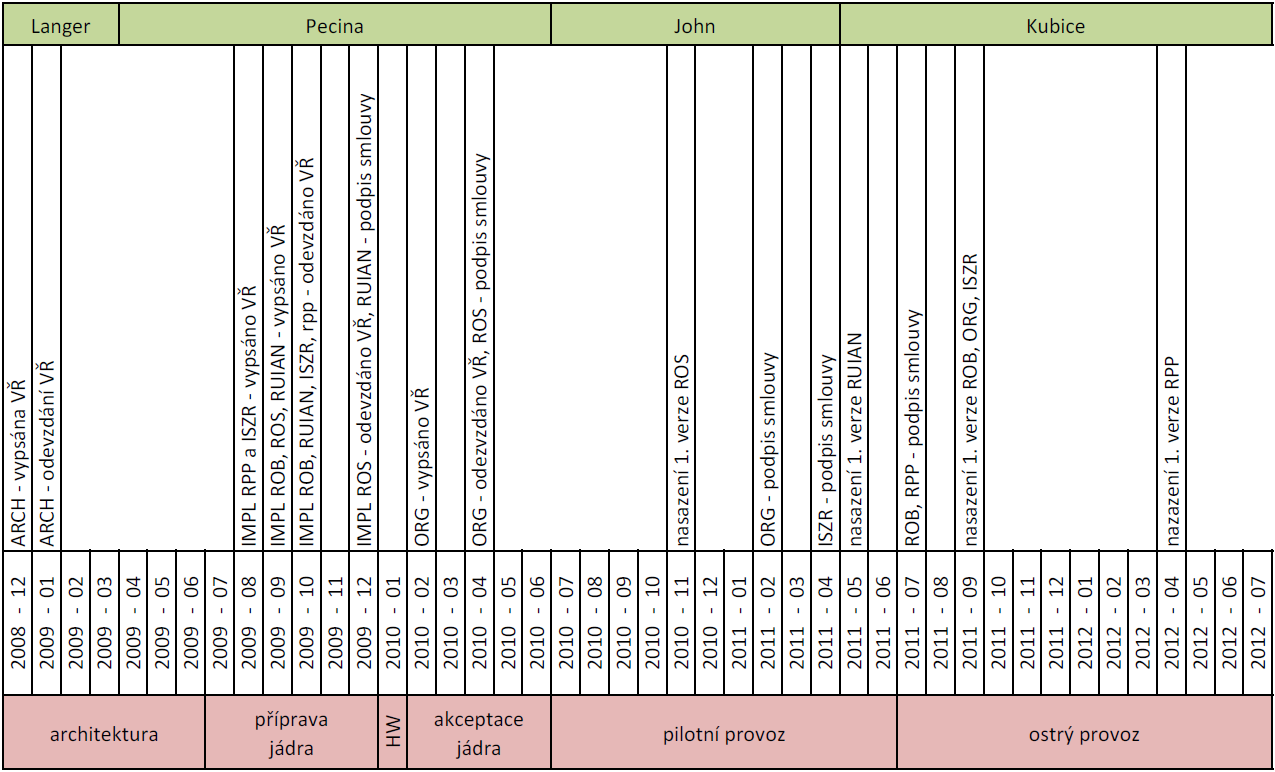 Langer
Pecina
John
Kubice
ARCH - vypsána VŘ
ARCH - odevzdání VŘ
IMPL RPP a ISZR - vypsáno VŘ
IMPL ROB, ROS, RUIAN - vypsáno VŘ
IMPL ROB, RUIAN, ISZR, rpp - odevzdáno VŘ
IMPL ROS - odevzdáno VŘ, RUIAN - podpis smlouvy
ORG - vypsáno VŘ
ORG - odezvzdáno VŘ, ROS - podpis smlouvy
nasazení 1. verze ROS
ORG - podpis smlouvy
ISZR - podpis smlouvy
nasazení 1. verze RUIAN
ROB, RPP - podpis smlouvy
nasazení 1. verze ROB, ORG, ISZR
nazazení 1. verze RPP
2008 - 12
2009 - 01
2009 - 02
2009 - 03
2009 - 04
2009 - 05
2009 - 06
2009 - 07
2009 - 08
2009 - 09
2009 - 10
2009 - 11
2009 - 12
2010 - 01
2010 - 02
2010 - 03
2010 - 04
2010 - 05
2010 - 06
2010 - 07
2010 - 08
2010 - 09
2010 - 10
2010 - 11
2010 - 12
2011 - 01
2011 - 02
2011 - 03
2011 - 04
2011 - 05
2011 - 06
2011 - 07
2011 - 08
2011 - 09
2011 - 10
2011 - 11
2011 - 12
2012 - 01
2012 - 02
2012 - 03
2012 - 04
2012 - 05
2012 - 06
2012 - 07
architektura
příprava
jádra
HW
akceptace
jádra
pilotní provoz
ostrý provoz